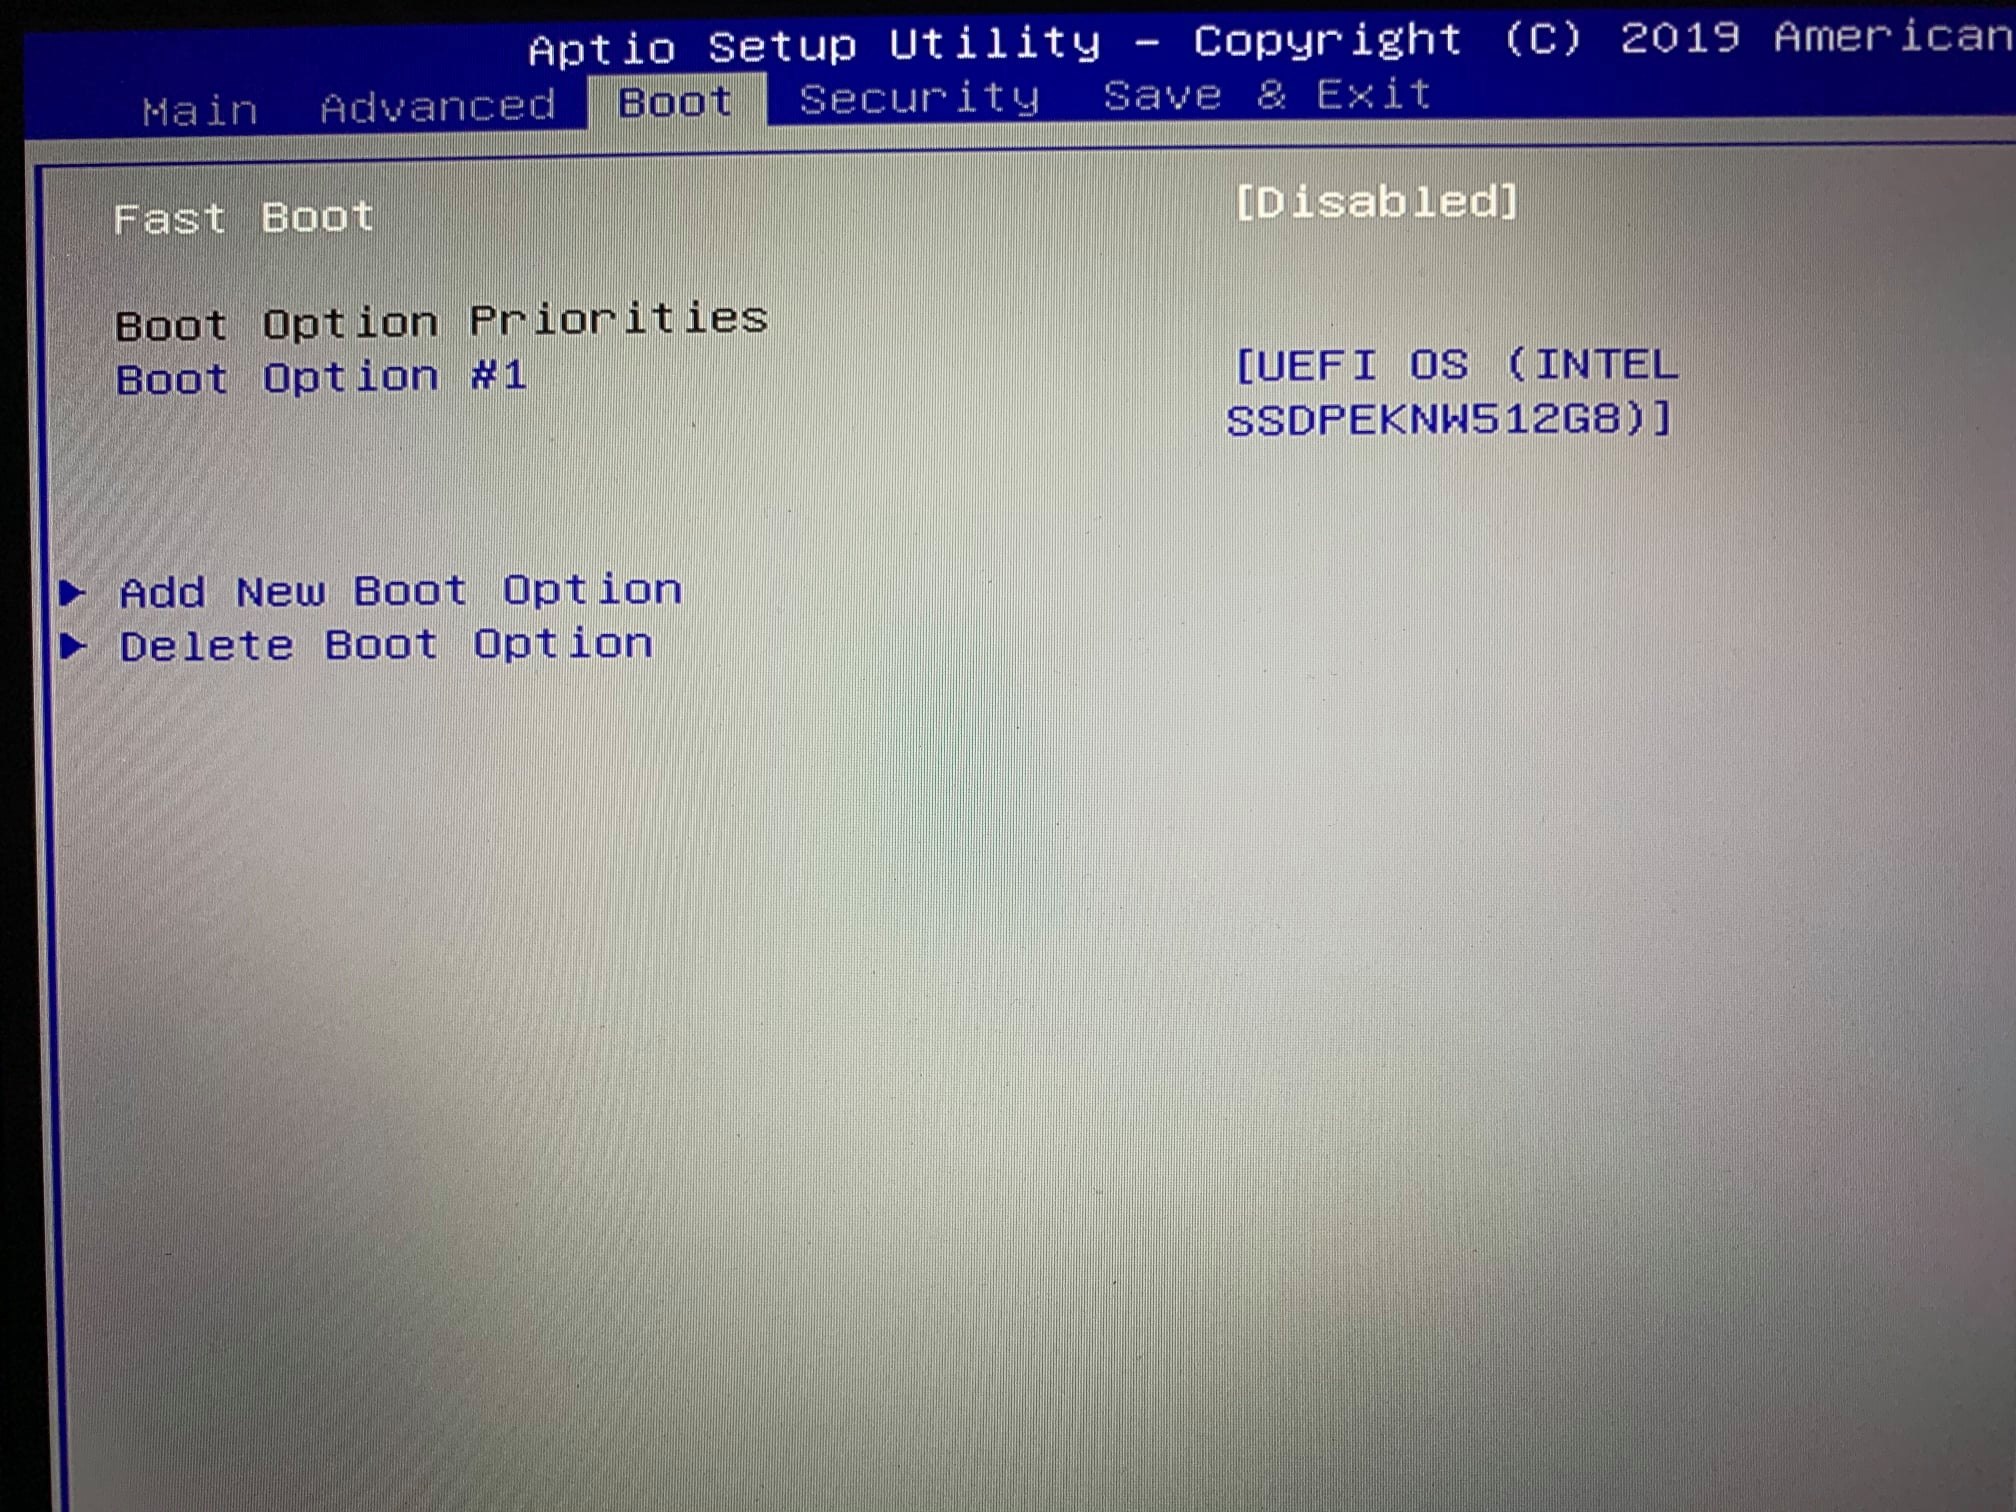 Aptio Setup Utility - Copyright (C) 2019 American
Main Advanced Boot Security Save & Exit
Fast Boot [Disabled]
Boot Option Priorities
Boot Option #1 [UEFI OS (INTEL
SSDPEKNW512G8)]
Add New Boot Option
Delete Boot Option